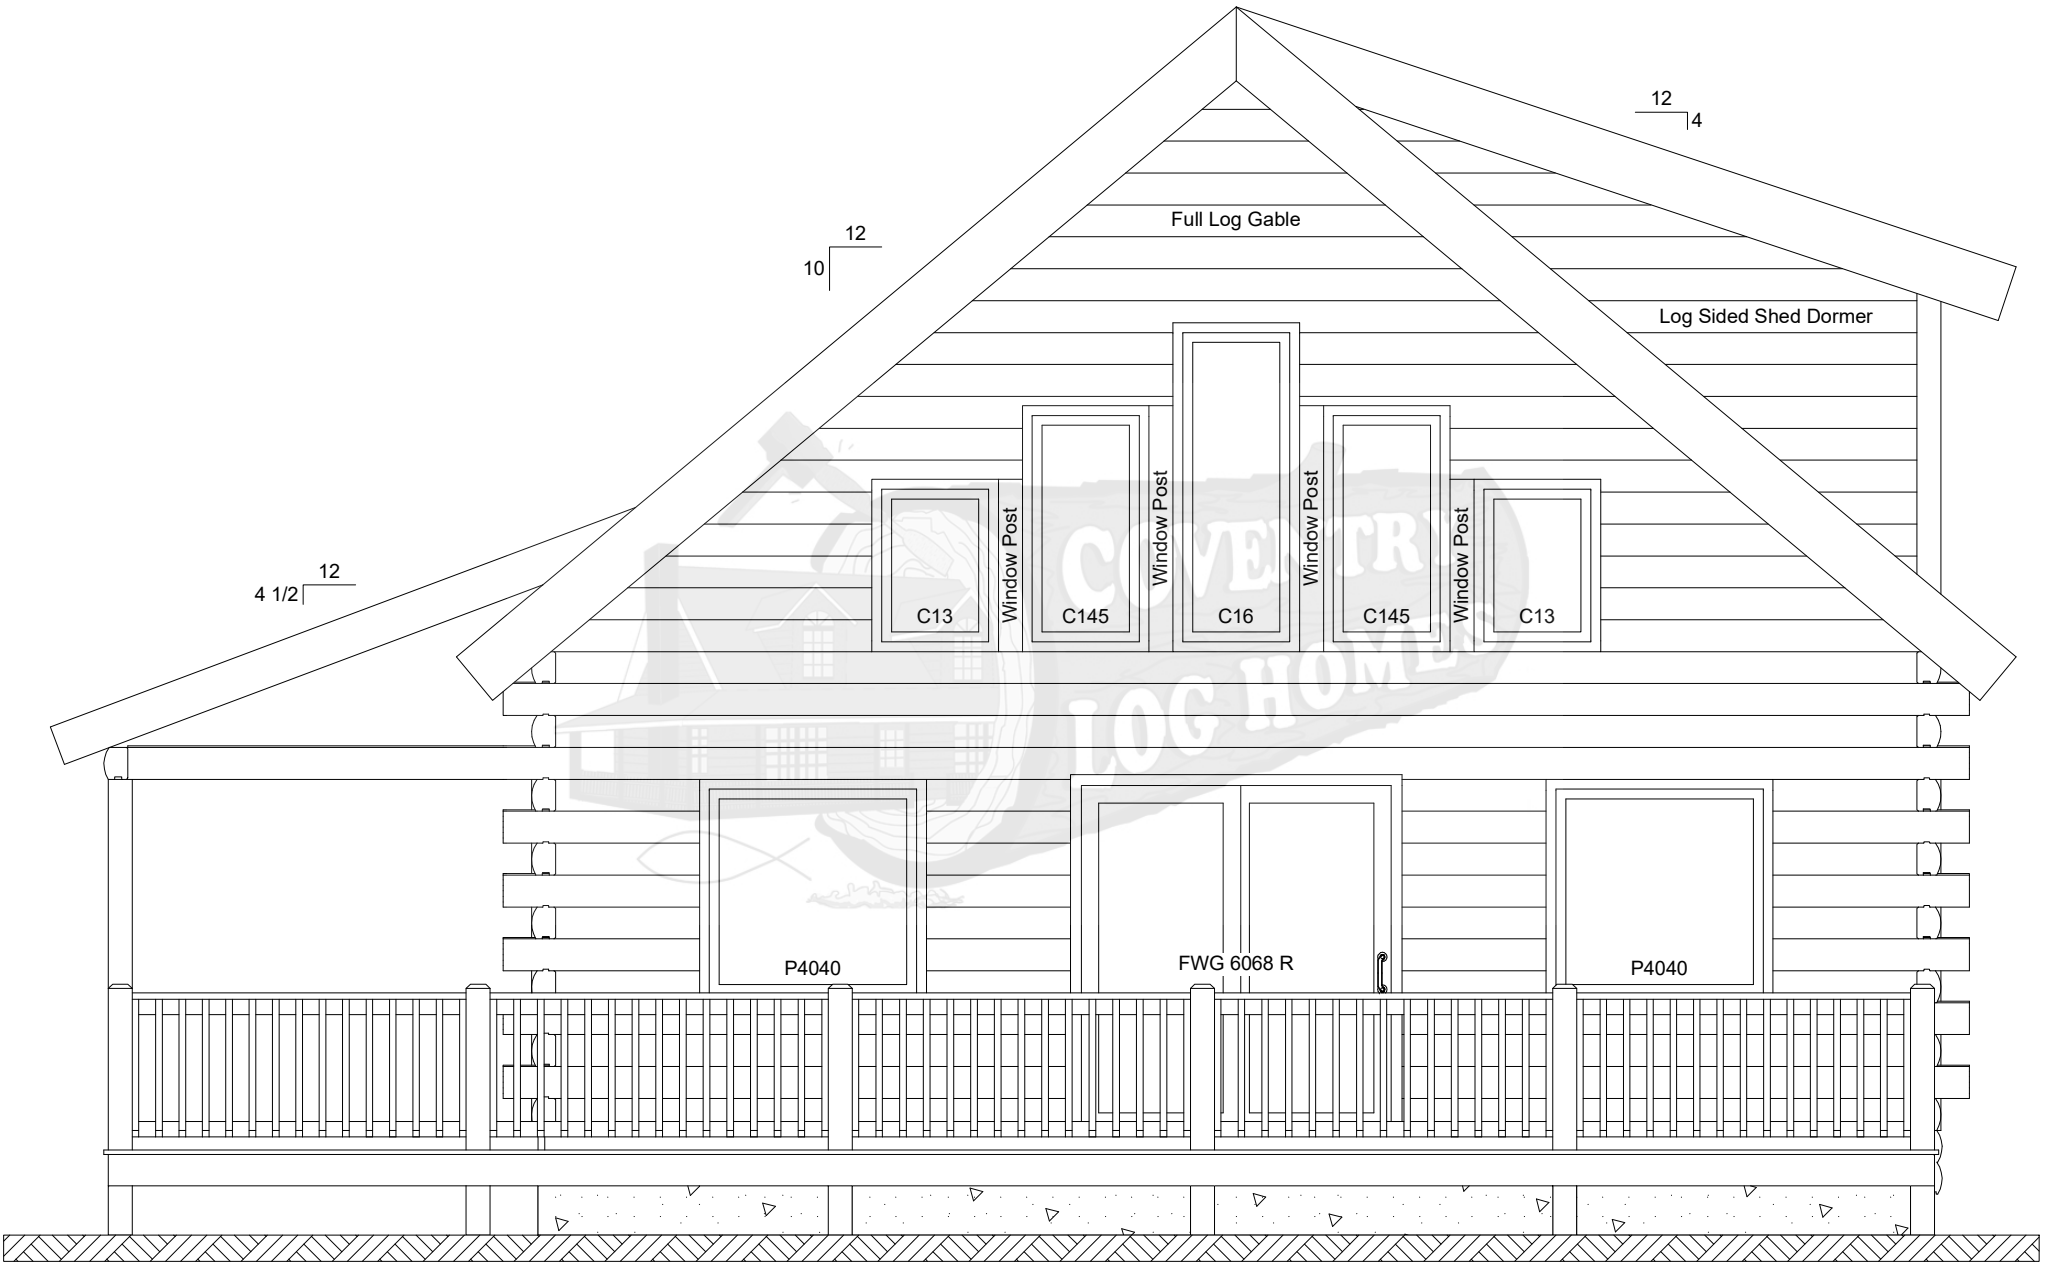 12
4
Full Log Gable
12
10
Log Sided Shed Dormer
12
4 1/2
Window Post
Window Post
Window Post
Window Post
C13
C145
C16
C145
C13
COVENTRY
LOG HOMES
P4040
FWG 6068 R
P4040